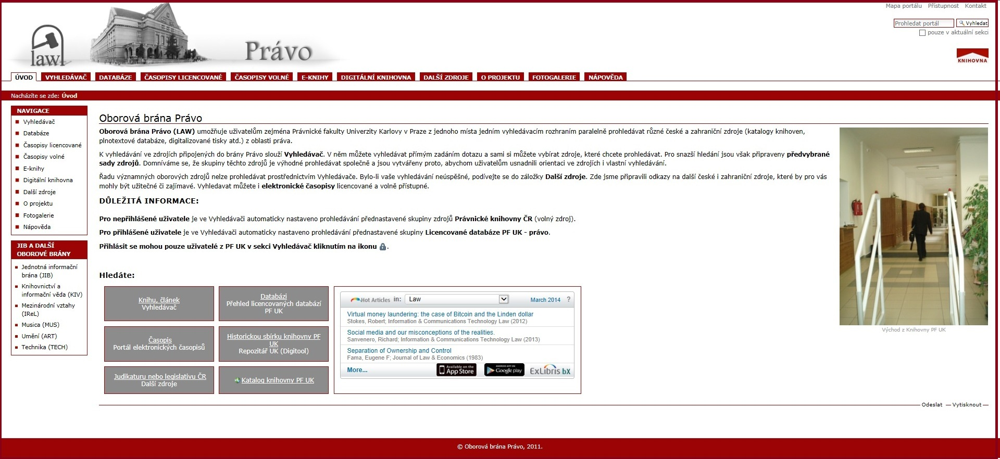 Mapa portálu Přístupnost Kontakt
Prohledat portál Vyhledat
pouze v aktuální sekci
law
Právo
KNIHOVNA
ÚVOD VYHLEDÁVAČ DATABÁZE ČASOPISY LICENCOVANÉ ČASOPISY VOLNÉ E-KNIHY DIGITÁLNÍ KNIHOVNA DALŠÍ ZDROJE O PROJEKTU FOTOGALERIE NÁPOVĚDA
Nacházíte se zde: Úvod
NAVIGACE
Vyhledávač
Databáze
Časopisy licencované
Časopisy volné
E-knihy
Digitální knihovna
Další zdroje
O projektu
Fotogalerie
Nápověda
JIB A DALŠÍ
OBOROVÉ BRÁNY
Jednotná informační
brána (JIB)
Knihovnictví a
informační věda (KIV)
Mezinárodní vztahy
(IReL)
Musica (MUS)
Umění (ART)
Technika (TECH)
Oborová brána Právo
Oborová brána Právo (LAW) umožňuje uživatelům zejména Právnické fakulty Univerzity Karlovy v Praze z jednoho místa jedním vyhledávacím rozhraním paralelně prohledávat různé české a zahraniční zdroje (katalogy knihoven,
plnotextové databáze, digitalizované tisky atd.) z oblasti práva.
K vyhledávání ve zdrojích připojených do brány Právo slouží Vyhledávač. V něm můžete vyhledávat přímým zadáním dotazu a sami si můžete vybírat zdroje, které chcete prohledávat. Pro snazší hledání jsou však připraveny předvybrané
sady zdrojů. Domníváme se, že skupiny těchto zdrojů je výhodné prohledávat společně a jsou vytvářeny proto, abychom uživatelům usnadnili orientaci ve zdrojích i vlastní vyhledávání.
Řadu významných oborových zdrojů nelze prohledávat prostřednictvím Vyhledávače. Bylo-li vaše vyhledávání neúspěšné, podívejte se do záložky Další zdroje. Zde jsme připravili odkazy na další české i zahraniční zdroje, které by pro vás
mohly být užitečné či zajímavé. Vyhledavat můžete i elektronické časopisy licencované a volně přístupné.
DŮLEŽITÁ INFORMACE:
Pro nepřihlášené uživatele je ve Vyhledávači automaticky nastaveno prohledávání přednastavené skupiny zdrojů Právnické knihovny ČR (volný zdroj).
Pro přihlášené uživatele je ve Vyhledávači automaticky nastaveno prohledávání přednastavené skupiny Licencované databáze PF UK - právo.
Přihlásit se mohou pouze uživatelé z PF UK v sekci Vyhledávač kliknutím na ikonu .
Hledáte:
Knihu, článek
Vyhledávač
Databázi
Přehled licencovaných databází
PF UK
Časopis
Portál elektronických časopisů
Historickou sbírku knihovny PF
UK
Repozitář UK (Digitool)
Judikaturu nebo legislativu ČR
Další zdroje
Katalog knihovny PF UK
Hot Articles in: Law March 2014 ?
Virtual money laundering: the case of Bitcoin and the Linden dollar
Stokes, Robert; Information & Communications Technology Law (2012)
Social media and our misconceptions of the realities.
Sanvenero, Richard; Information & Communications Technology Law (2013)
Separation of Ownership and Control
Fama, Eugene F; Journal of Law & Economics (1983)
More...
Available on the
App Store
ANDROID APP ON
Google play
ExLibris bX
Východ z Knihovny PF UK
Odeslat — Vytisknout —
© Oborová brána Právo, 2011.